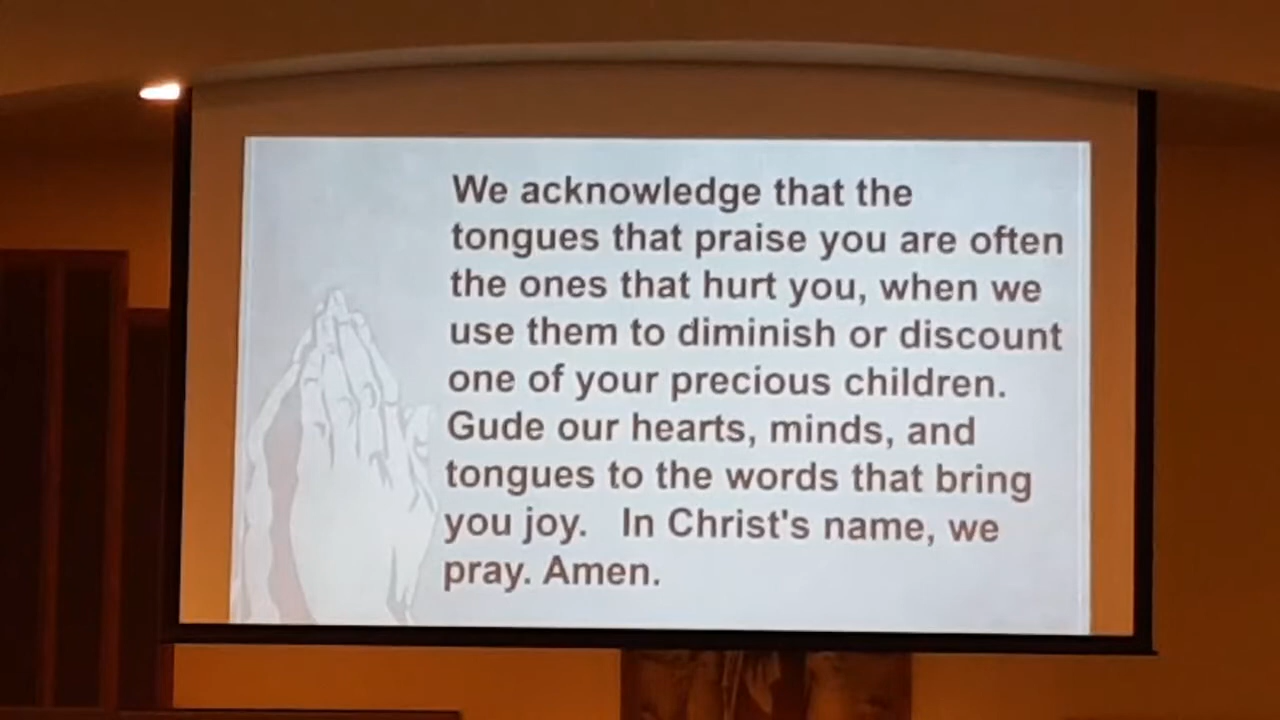 We acknowledge that the
tongues that praise you are often
the ones that hurt you, when we
use them to diminish or discount
one of your precious children.
Gude our hearts, minds, and
tongues to the words that bring
you joy.   In Christ's name, we
pray. Amen.